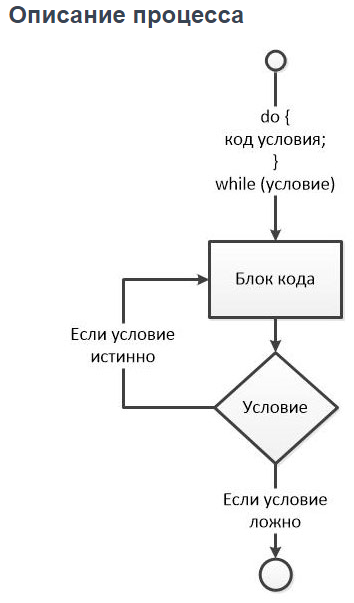 Описание процесса
do {
код условия;
}
while (условие)
Блок кода
Если условие
истинно
Условие
Если условие
ложно